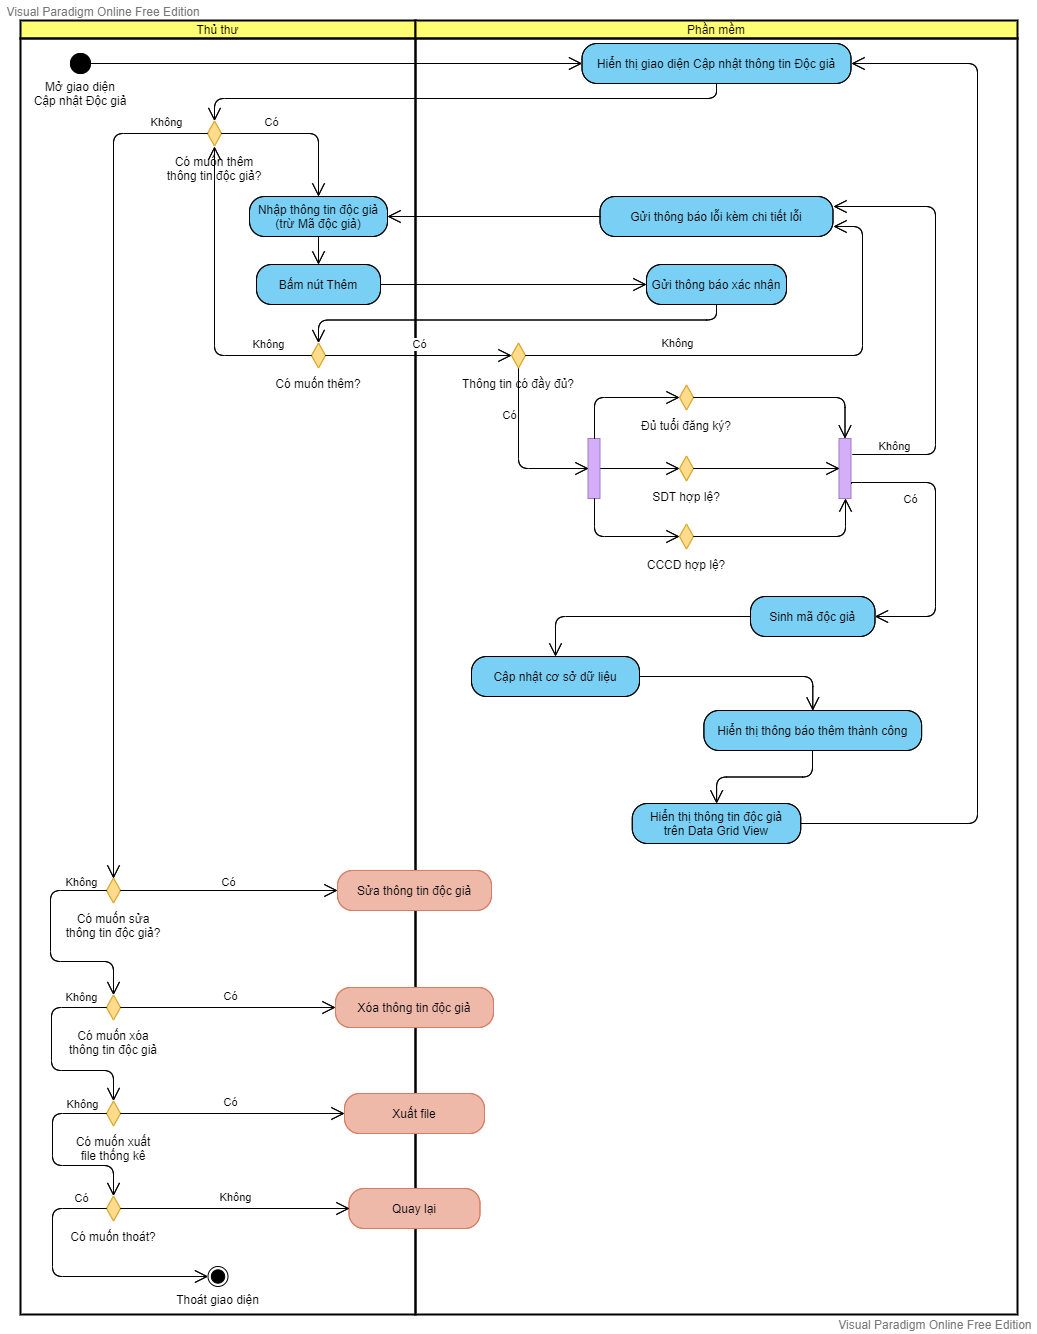 Visual Paradigm Online Free Edition
Thủ thư
Phần mềm
Mở giao diện
Cập nhật Độc giả
Hiển thị giao diện Cập nhật thông tin Độc giả
Không
Có
Có muốn thêm
thông tin độc giả?
Nhập thông tin độc giả
(trừ Mã độc giả)
Gửi thông báo lỗi kèm chi tiết lỗi
Bấm nút Thêm
Gửi thông báo xác nhận
Không
Có
Không
Có muốn thêm?
Thông tin có đầy đủ?
Có
Đủ tuổi đăng ký?
Không
SDT hợp lệ?
Có
CCCD hợp lệ?
Sinh mã độc giả
Cập nhật cơ sở dữ liệu
Hiển thị thông báo thêm thành công
Hiển thị thông tin độc giả
trên Data Grid View
Không
Có
Sửa thông tin độc giả
Có muốn sửa
thông tin độc giả?
Không
Có
Xóa thông tin độc giả
Có muốn xóa
thông tin độc giả
Không
Có
Xuất file
Có muốn xuất
file thống kê
Có
Không
Quay lại
Có muốn thoát?
Thoát giao diện
Visual Paradigm Online Free Edition